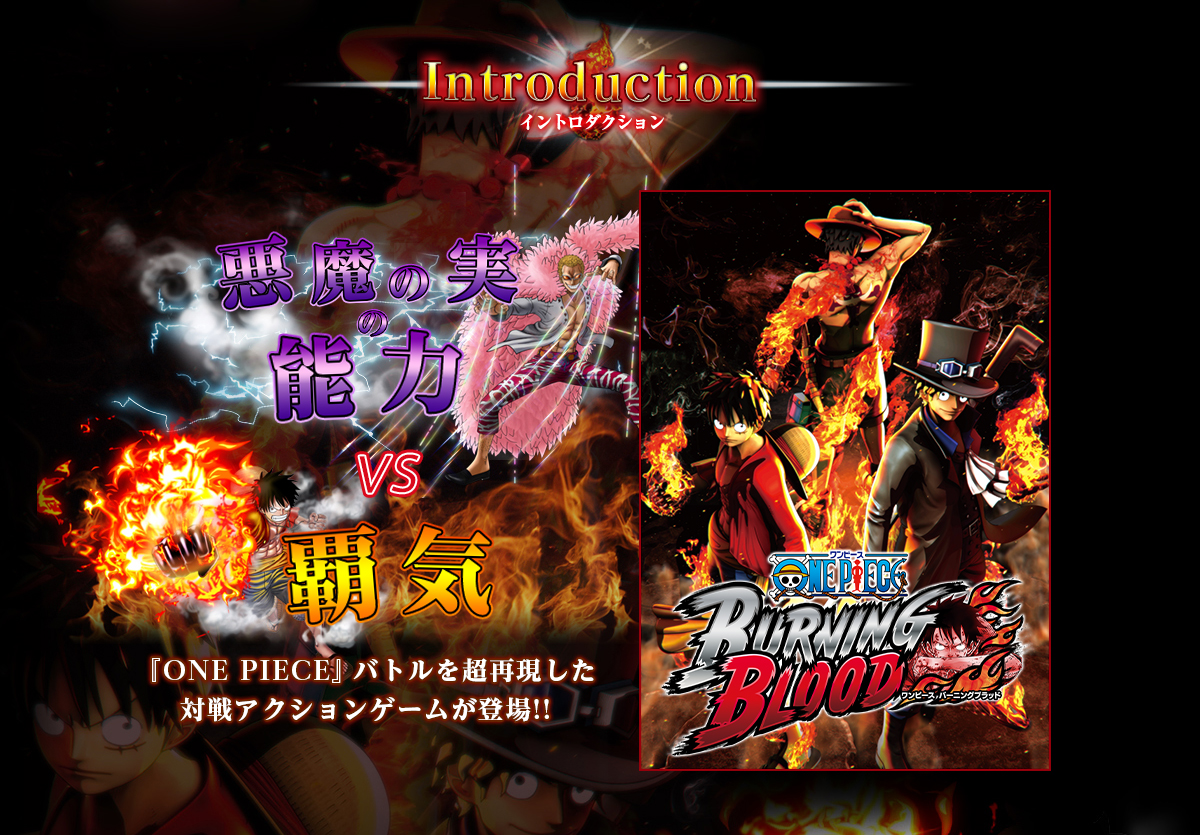 Introduction
イントロダクション
悪魔の実
の
能力
VS
覇気
『ONE PIECE』バトルを超再現した
対戦アクションゲームが登場!!
ワンピース
ONE PIECE
BURNING
BLOOD
ワンピース バーニングブラッド